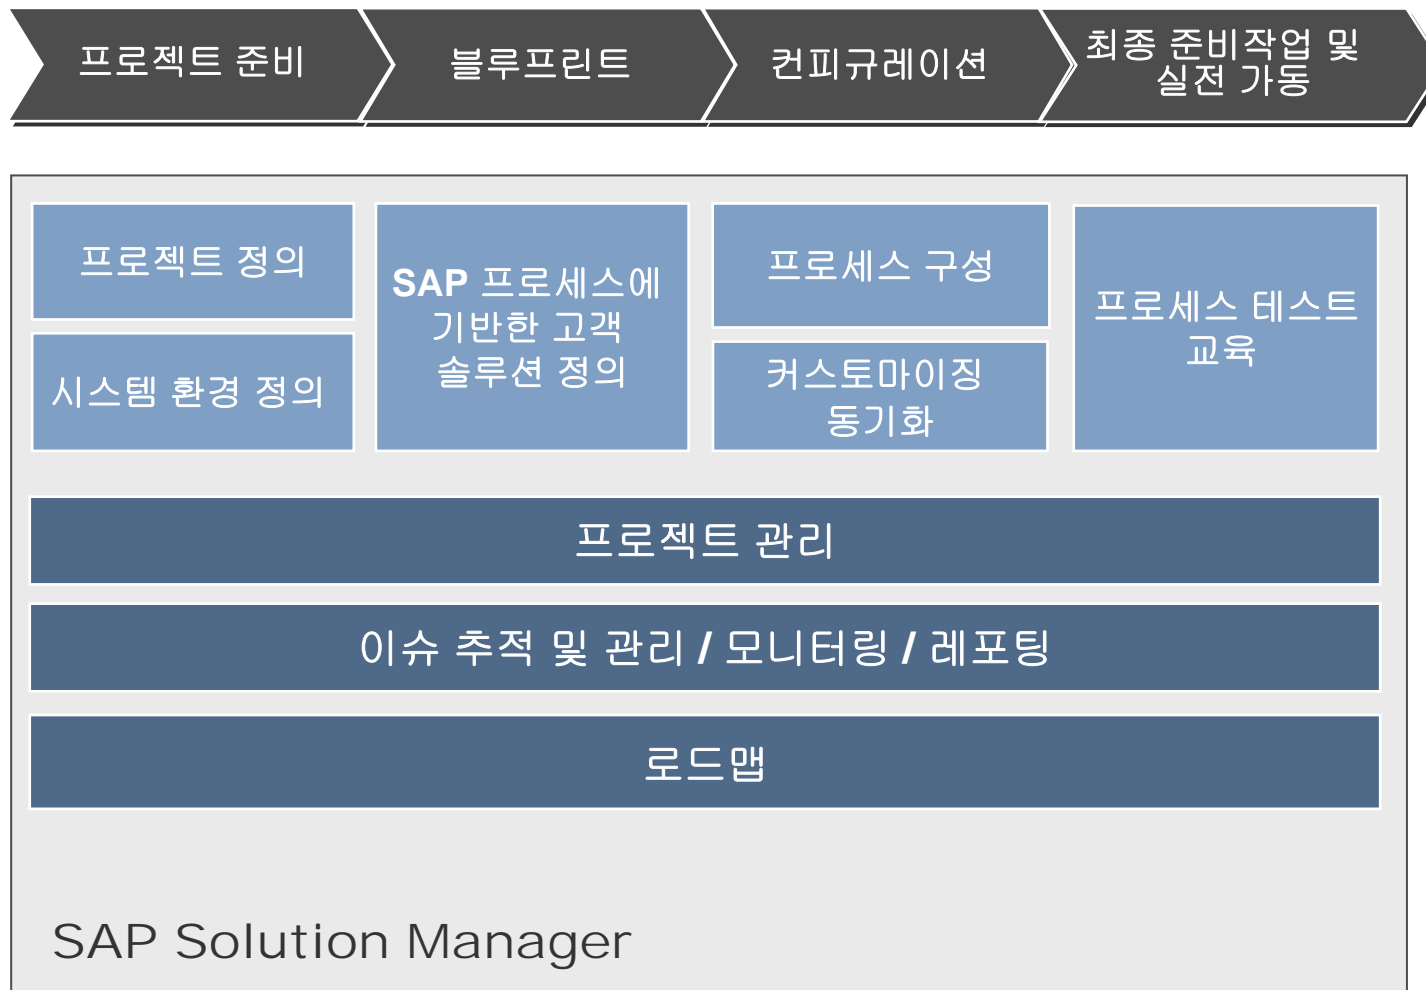 프로젝트 준비
블루프린트
컨피규레이션
최종 준비작업 및
실전 가동
프로젝트 정의
시스템 환경 정의
SAP 프로세스에
기반한 고객
솔루션 정의
프로세스 구성
커스토마이징
동기화
프로세스 테스트
교육
프로젝트 관리
이슈 추적 및 관리 / 모니터링 / 레포팅
로드맵
SAP Solution Manager